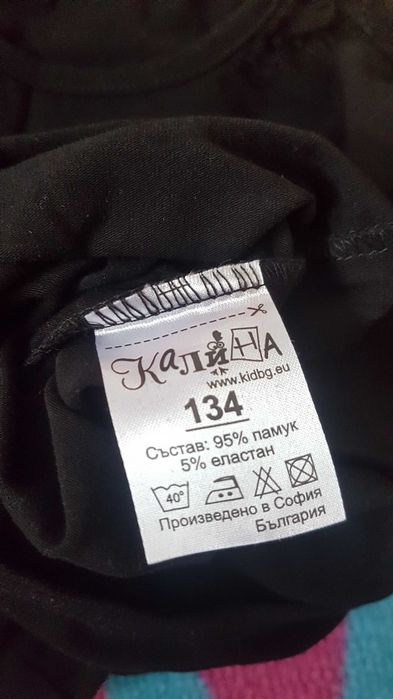 Калина
www.kidbg.eu
134
Състав: 95% памук
5% еластан
40°
Произведено в София
България